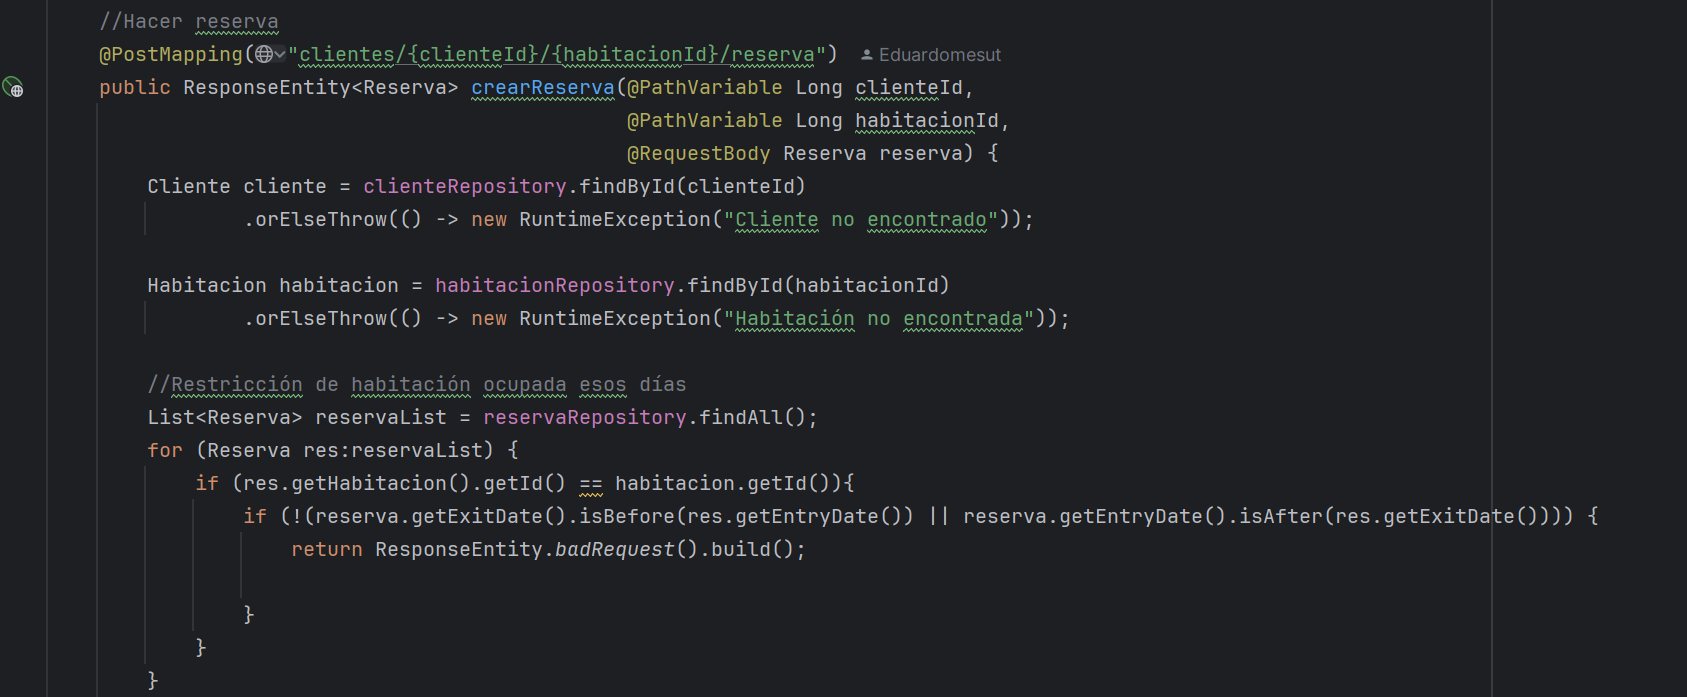 //Hacer reserva
@PostMapping("clientes/{clienteId}/{habitacionId}/reserva") Eduardomesut
public ResponseEntity<Reserva> crearReserva(@PathVariable Long clienteId,
@PathVariable Long habitacionId,
@RequestBody Reserva reserva) {
Cliente cliente = clienteRepository.findById(clienteId)
.orElseThrow(() -> new RuntimeException("Cliente no encontrado"));
Habitacion habitacion = habitacionRepository.findById(habitacionId)
.orElseThrow(() -> new RuntimeException("Habitación no encontrada"));
//Restricción de habitación ocupada esos días
List<Reserva> reservaList = reservaRepository.findAll();
for (Reserva res:reservaList) {
if (res.getHabitacion().getId() == habitacion.getId()){
if (!(reserva.getExitDate().isBefore(res.getEntryDate()) || reserva.getEntryDate().isAfter(res.getExitDate()))) {
return ResponseEntity.badRequest().build();
}
}
}